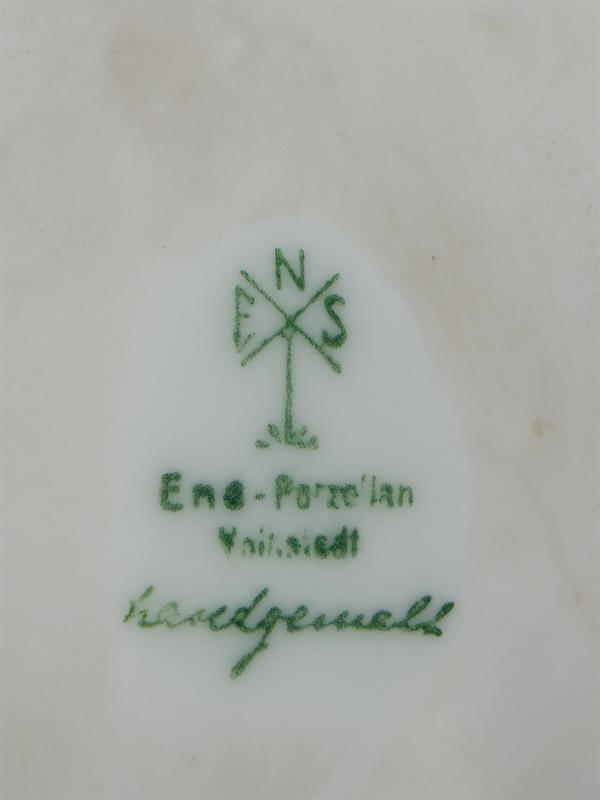 N
E S
Ens-Porzellan
Volkstedt
handgemalt